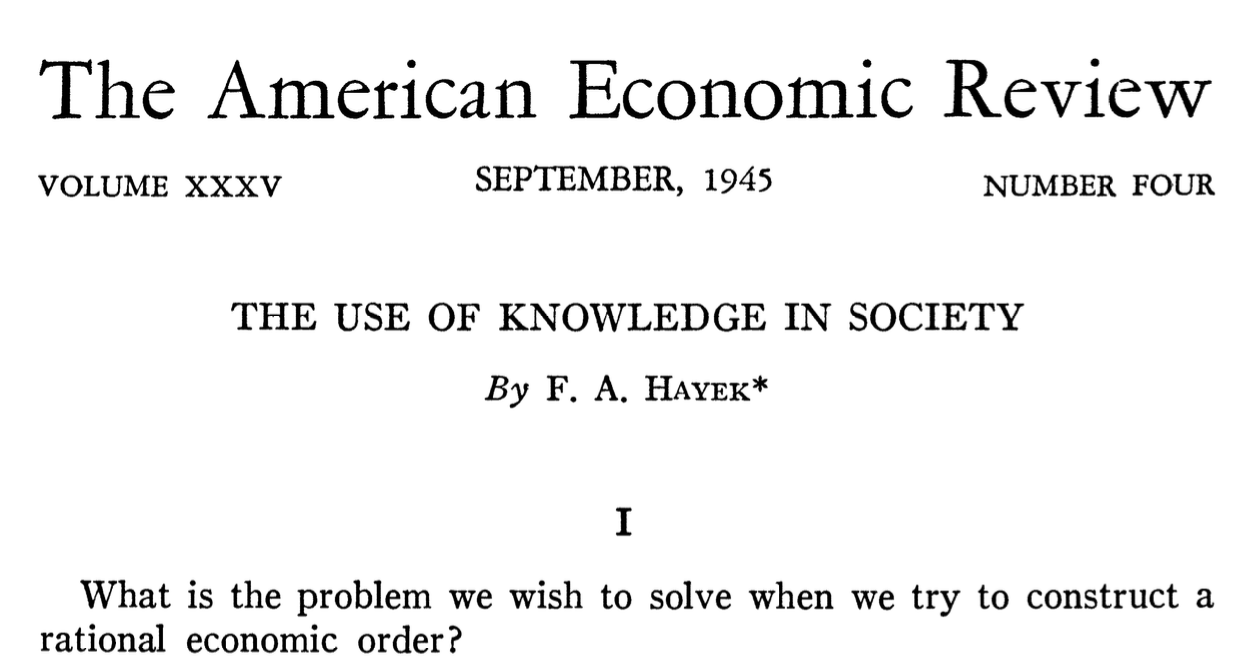 The American Economic Review
VOLUME XXXV SEPTEMBER, 1945 NUMBER FOUR
THE USE OF KNOWLEDGE IN SOCIETY
By F. A. HAYEK*
I
What is the problem we wish to solve when we try to construct a
rational economic order?